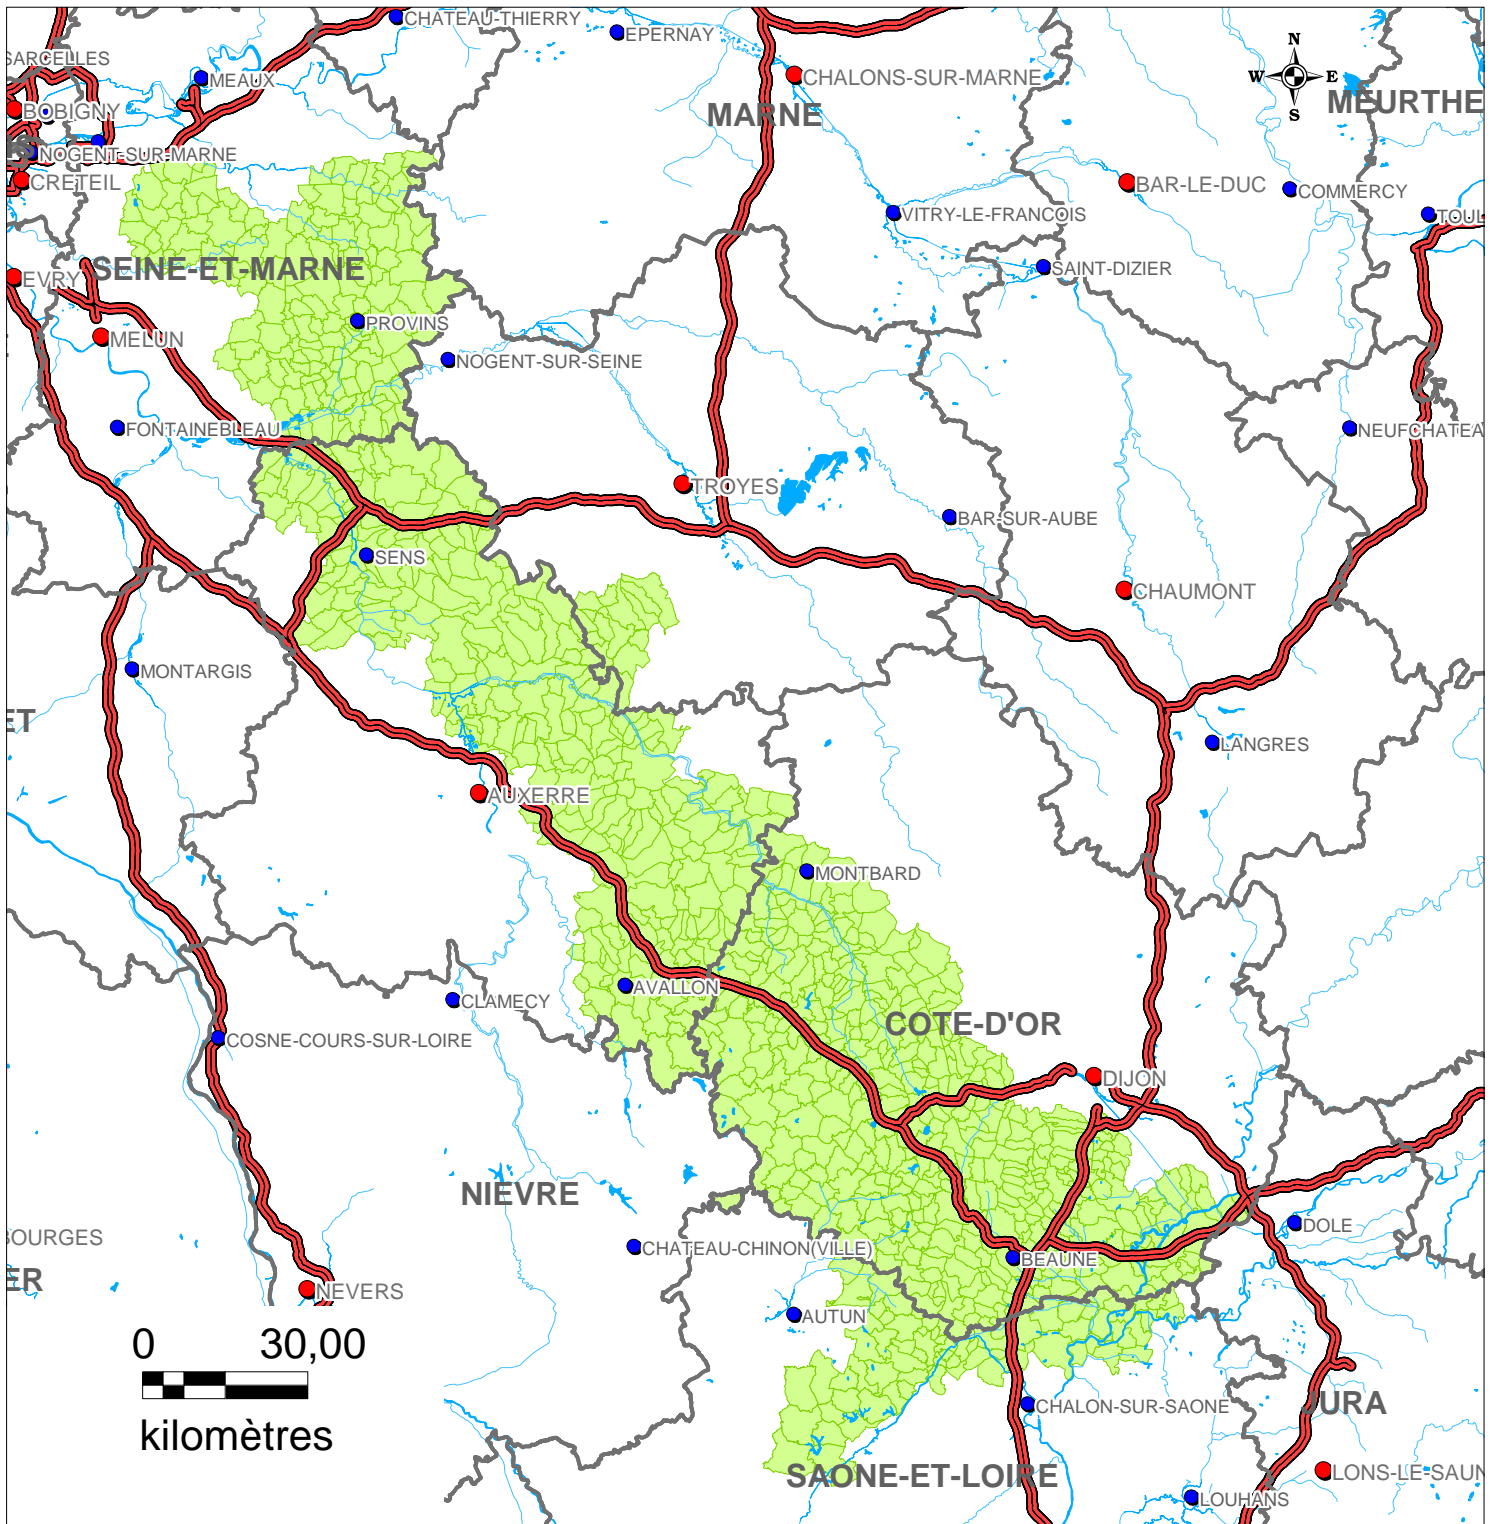 CHATEAU-THIERRY
EPERNAY
SARCELLES
MEAUX
CHALONS-SUR-MARNE
N
W
E
S
BOBIGNY
MARNE
MEURTHE
NOGENT-SUR-MARNE
CRETEIL
BAR-LE-DUC
COMMERCY
VITRY-LE-FRANCOIS
TOUL
SEINE-ET-MARNE
EVRY
SAINT-DIZIER
PROVINS
MELUN
NOGENT-SUR-SEINE
FONTAINEBLEAU
NEUFCHATEA
TROYES
BAR-SUR-AUBE
SENS
CHAUMONT
MONTARGIS
ET
LANGRES
AUXERRE
MONTBARD
AVALLON
CLAMECY
COTE-D'OR
COSNE-COURS-SUR-LOIRE
DIJON
NIEVRE
DOLE
BOURGES
CHATEAU-CHINON(VILLE)
BEAUNE
ER
NEVERS
AUTUN
0 30,00
kilomètres
CHALON-SUR-SAONE
JURA
SAONE-ET-LOIRE
LONS-LE-SAUN
LOUHANS